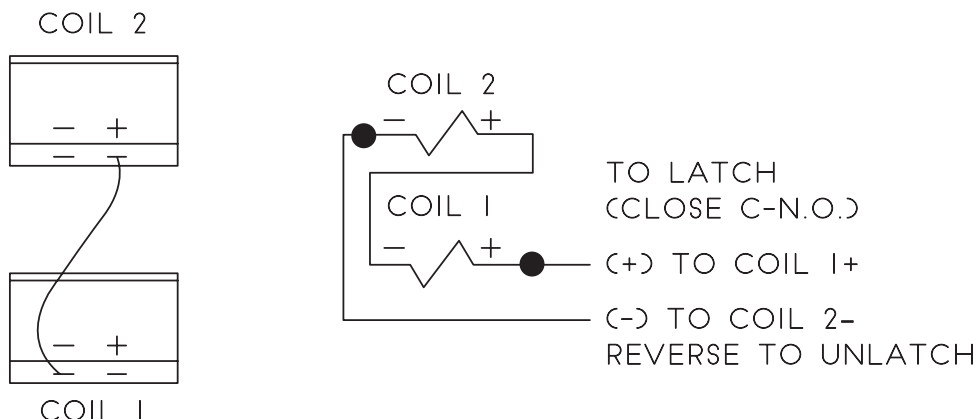 COIL 2
− +
− −
− +
− −
COIL 1
COIL 2
− +
COIL 1
− +
TO LATCH
(CLOSE C-N.O.)
(+) TO COIL 1+
(-) TO COIL 2-
REVERSE TO UNLATCH